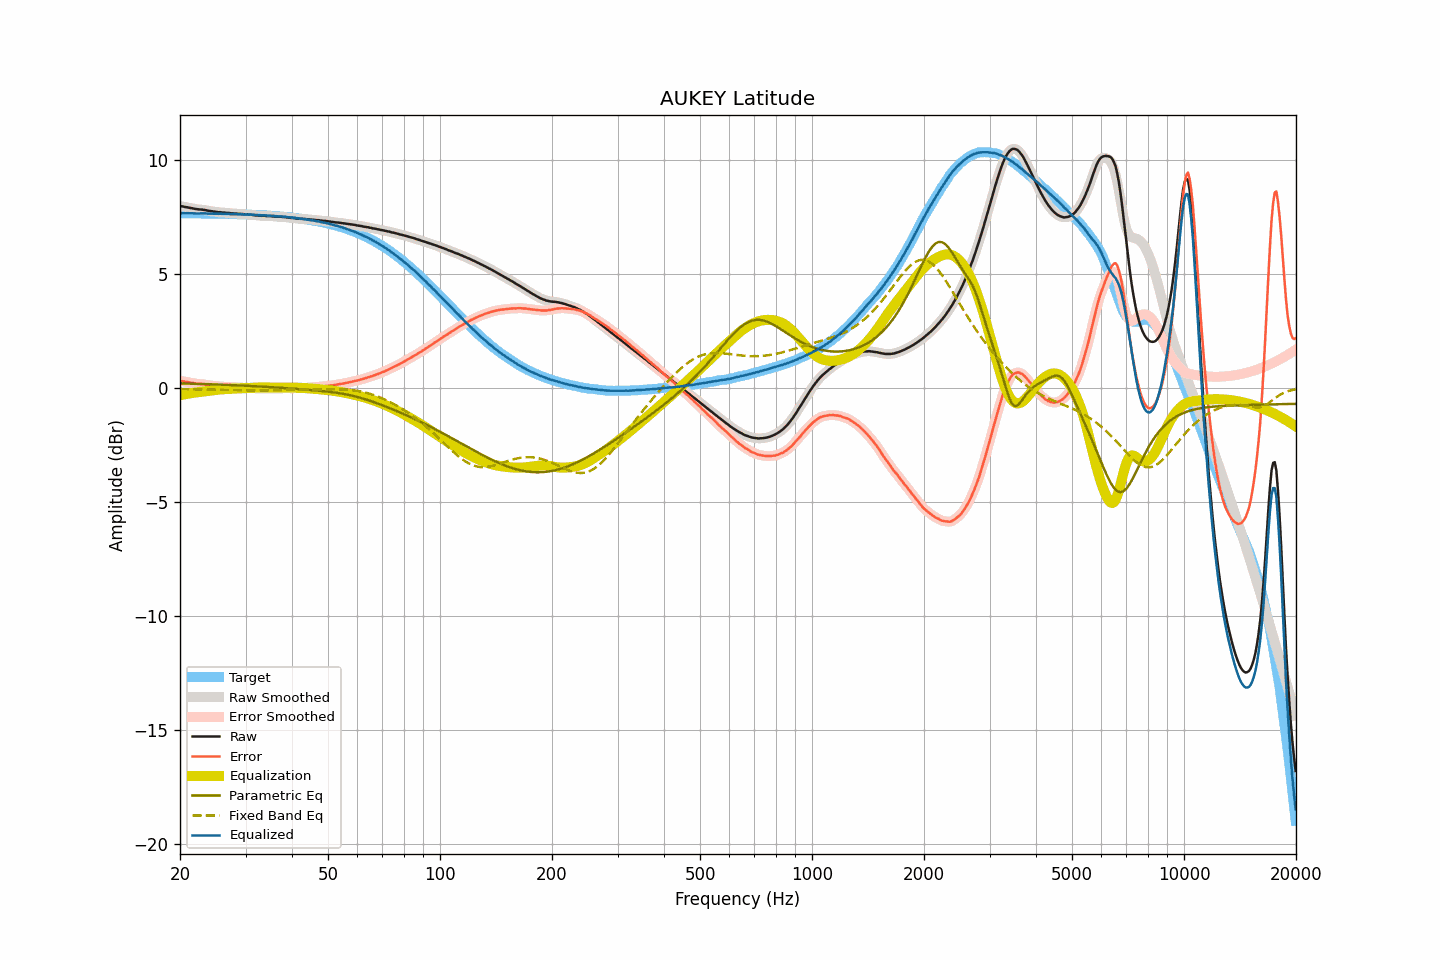 AUKEY Latitude
Amplitude (dBr)
10
5
0
−5
−10
−15
−20
Target
Raw Smoothed
Error Smoothed
Raw
Error
Equalization
Parametric Eq
Fixed Band Eq
Equalized
20 50 100 200 500 1000 2000 5000 10000 20000
Frequency (Hz)